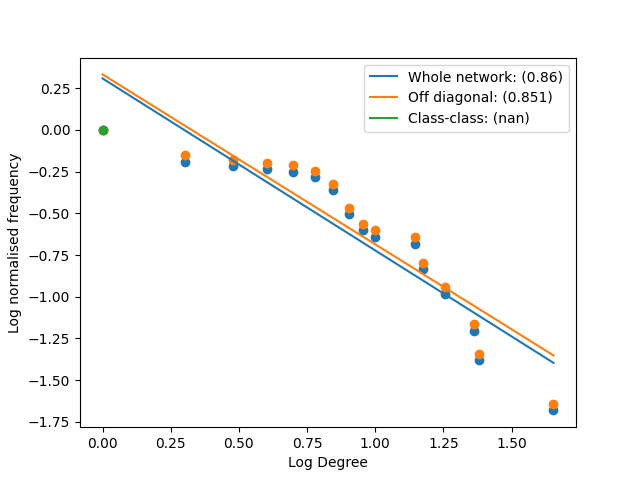 Whole network: (0.86)
Off diagonal: (0.851)
Class-class: (nan)
Log normalised frequency
0.25
0.00
−0.25
−0.50
−0.75
−1.00
−1.25
−1.50
−1.75
0.00 0.25 0.50 0.75 1.00 1.25 1.50
Log Degree